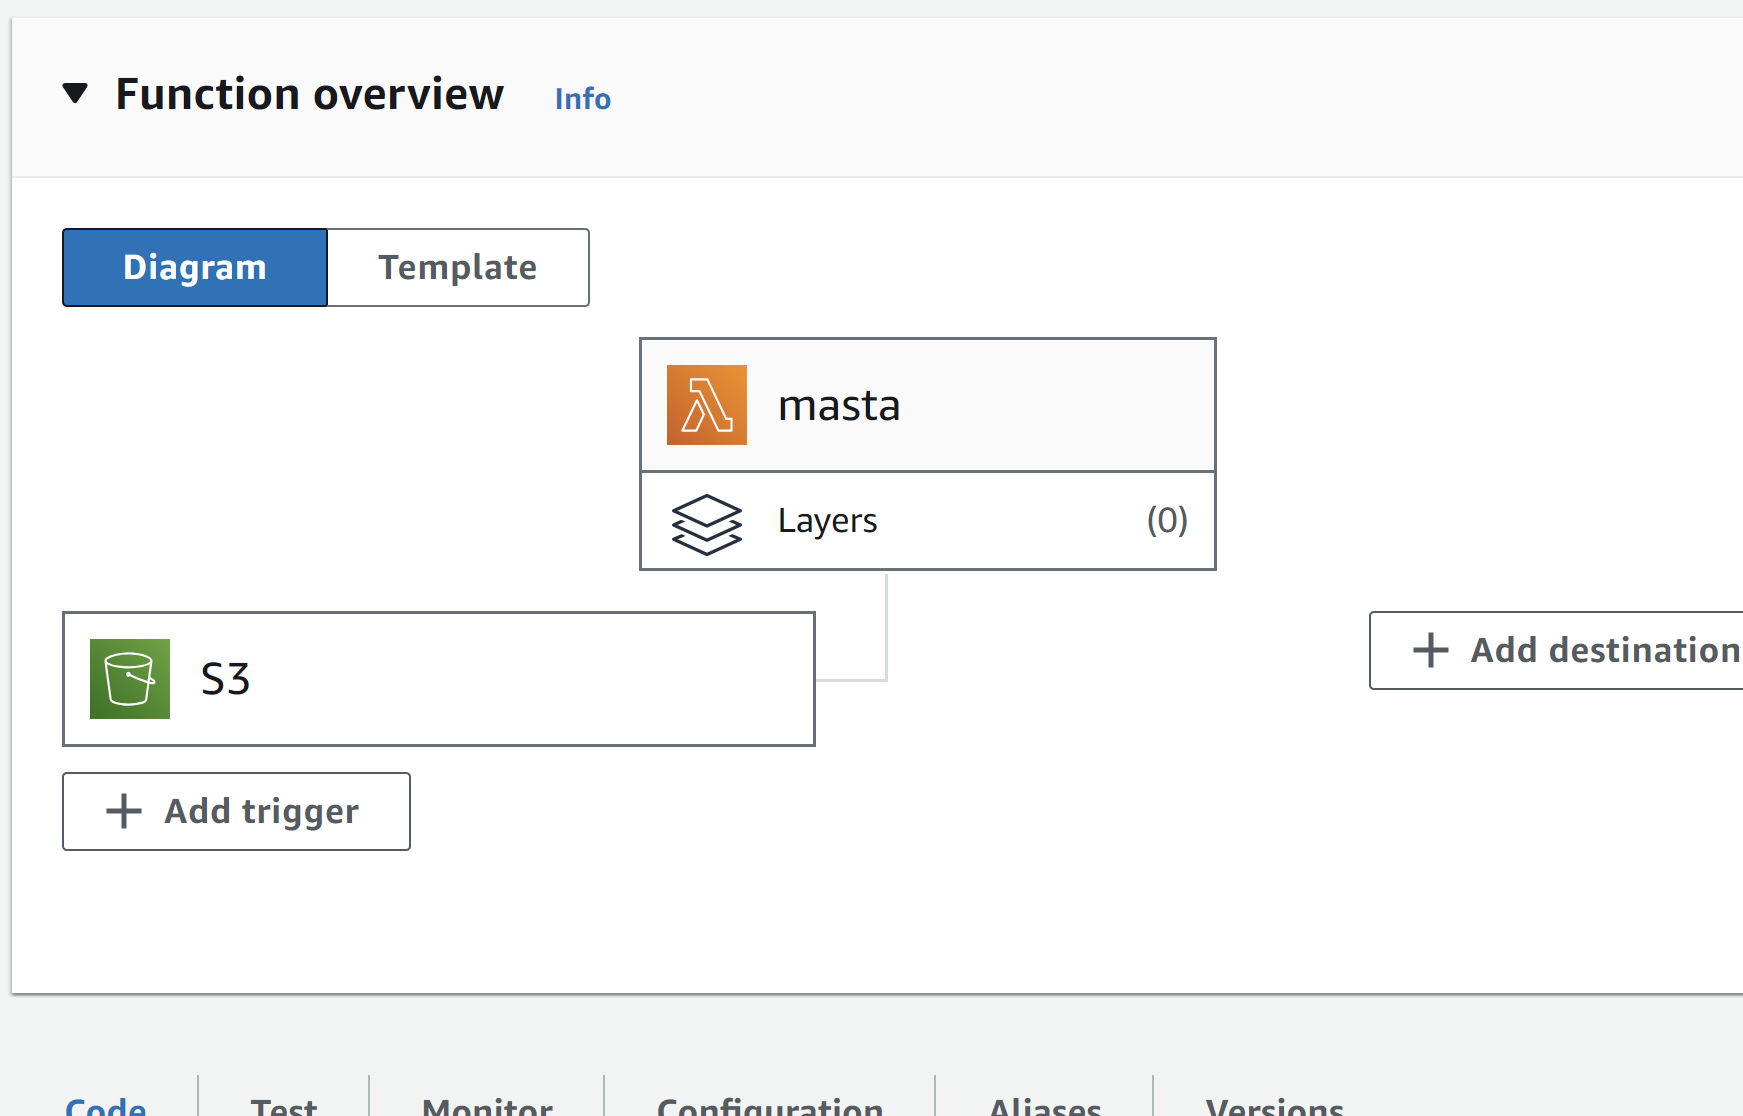 Function overview Info
Diagram Template
masta
Layers (0)
S3
Add destination
Add trigger
Code Test Monitor Configuration Aliases Versions